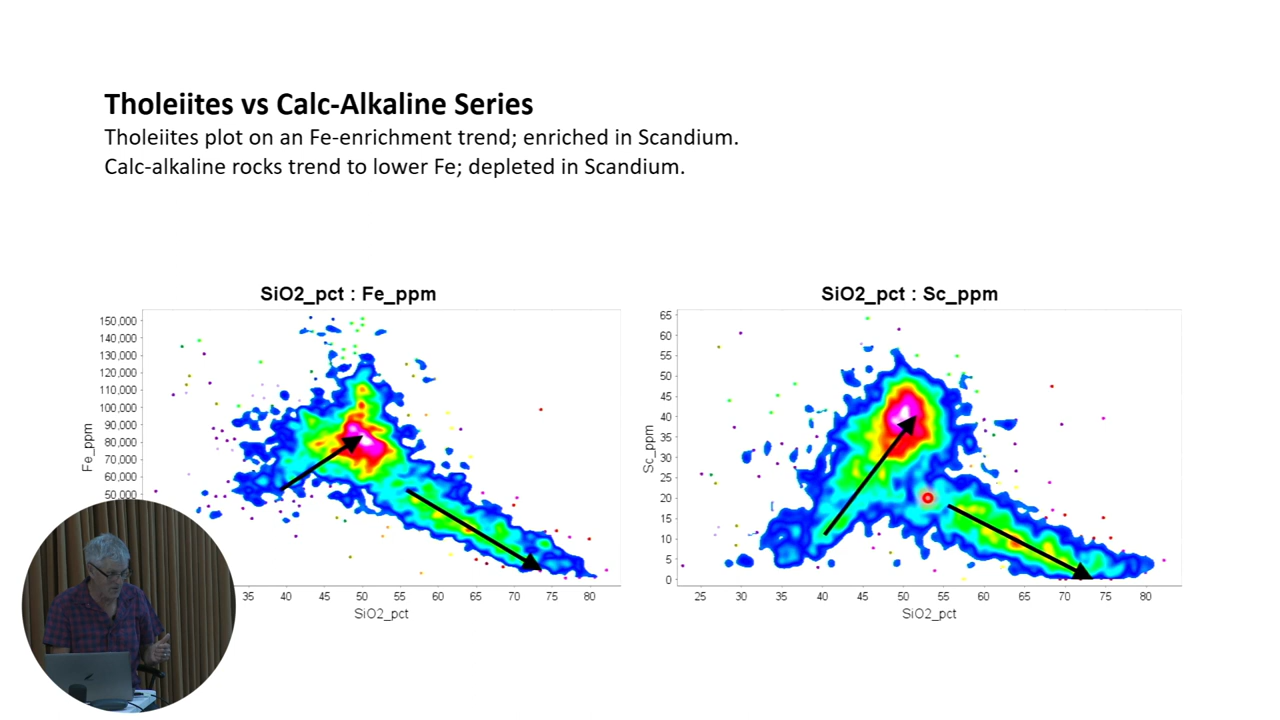 Tholeiites vs Calc-Alkaline Series
Tholeiites plot on an Fe-enrichment trend; enriched in Scandium.
Calc-alkaline rocks trend to lower Fe; depleted in Scandium.
SiO2_pct : Fe_ppm
150,000
140,000
130,000
120,000
110,000
100,000
90,000
80,000
70,000
60,000
50,000
Fe_ppm
35 40 45 50 55 60 65 70 75 80
SiO2_pct
SiO2_pct : Sc_ppm
65
60
55
50
45
40
35
30
25
20
15
10
5
0
Sc_ppm
25 30 35 40 45 50 55 60 65 70 75 80
SiO2_pct